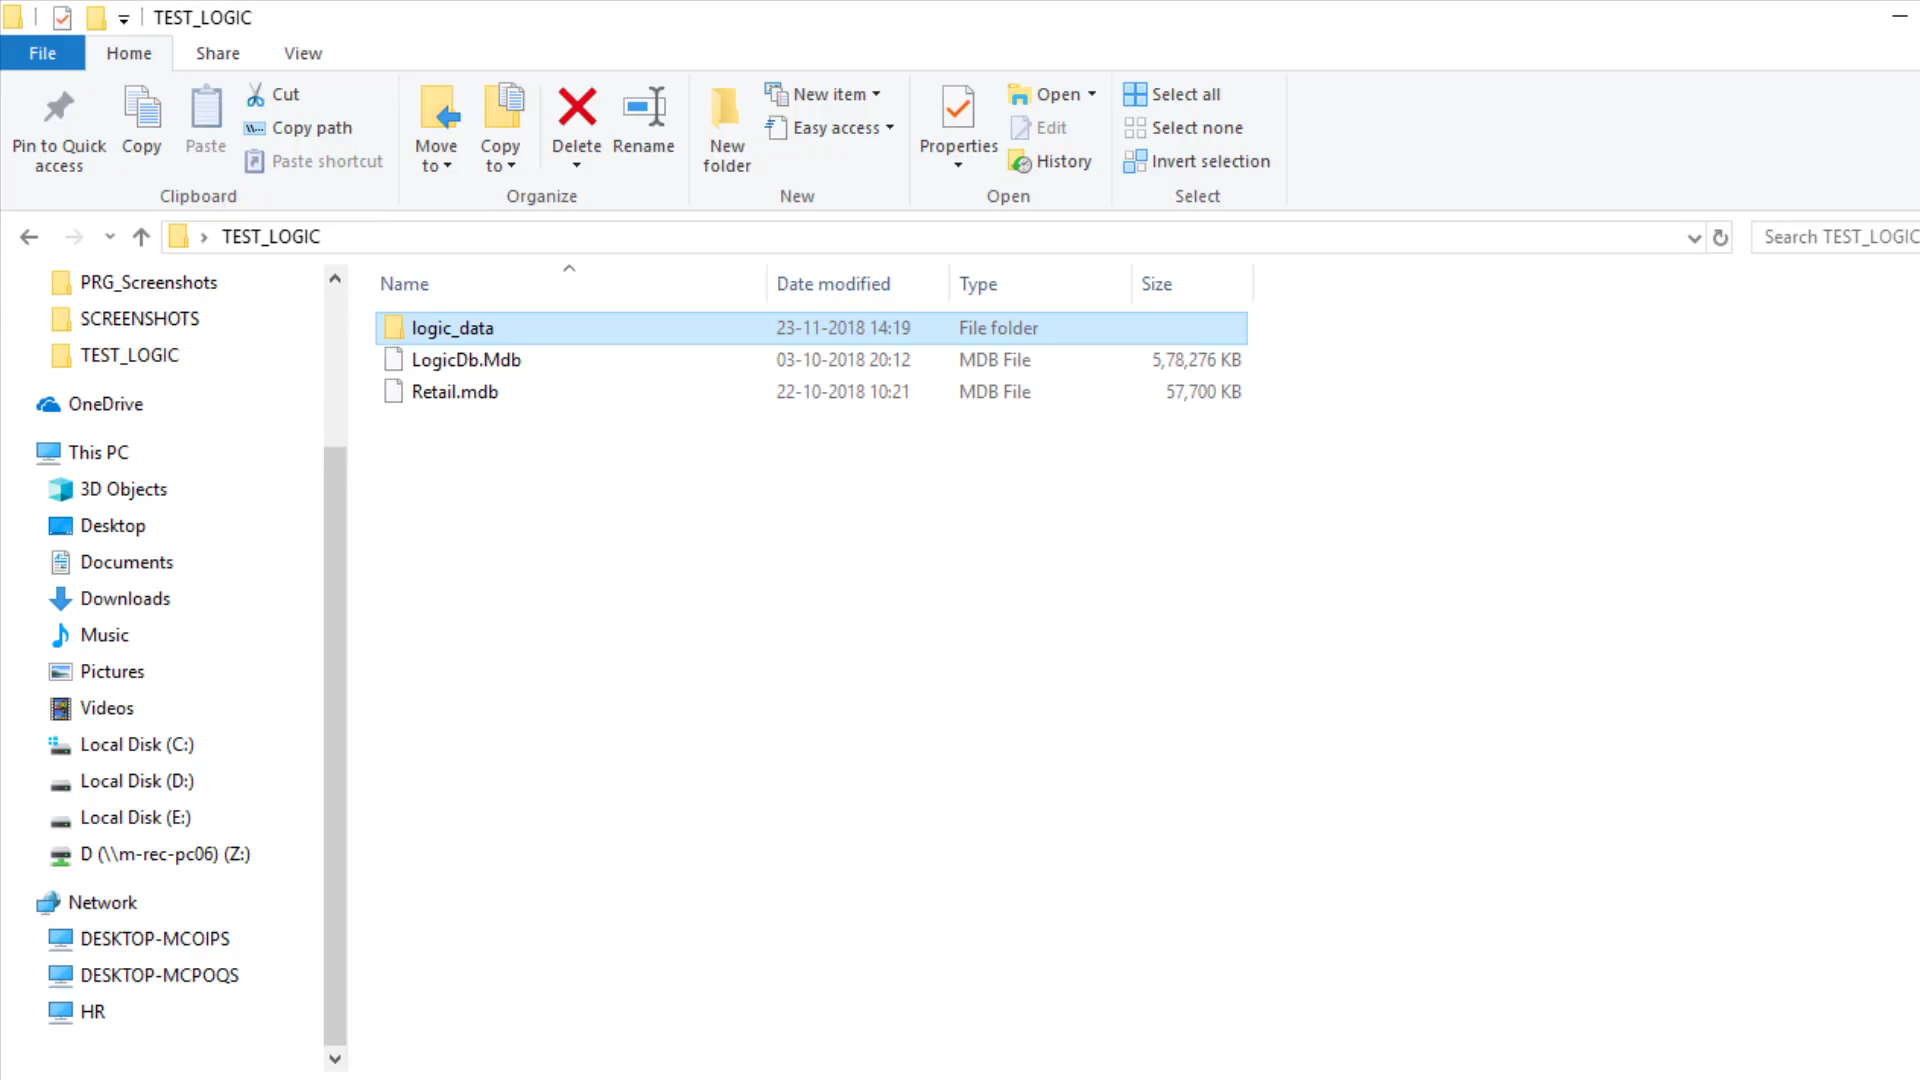 TEST_LOGIC
File Home Share View
Pin to Quick access
Copy
Paste
Cut
Copy path
Paste shortcut
Clipboard
Move to
Copy to
Delete
Rename
Organize
New folder
New item
Easy access
New
Properties
Open
Edit
History
Open
Select all
Select none
Invert selection
Select
TEST_LOGIC
Search TEST_LOGIC
PRG_Screenshots
SCREENSHOTS
TEST_LOGIC
OneDrive
This PC
3D Objects
Desktop
Documents
Downloads
Music
Pictures
Videos
Local Disk (C:)
Local Disk (D:)
Local Disk (E:)
D (\\m-rec-pc06) (Z:)
Network
DESKTOP-MCOIPS
DESKTOP-MCPOQS
HR
Name Date modified Type Size
logic_data 23-11-2018 14:19 File folder
LogicDb.Mdb 03-10-2018 20:12 MDB File 5,78,276 KB
Retail.mdb 22-10-2018 10:21 MDB File 57,700 KB